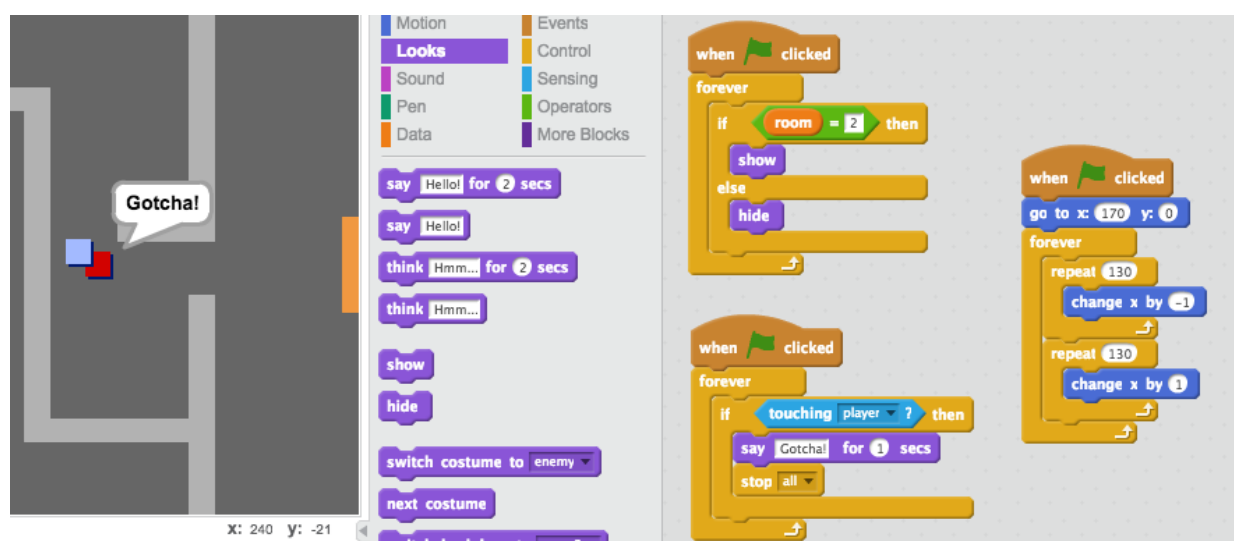 Gotcha!
x: 240 y: -21
Motion
Looks
Sound
Pen
Data
Events
Control
Sensing
Operators
More Blocks
say Hello! for 2 secs
say Hello!
think Hmm... for 2 secs
think Hmm...
show
hide
switch costume to enemy
next costume
when clicked
forever
if room = 2 then
show
else
hide
when clicked
forever
if touching player ? then
say Gotcha! for 1 secs
stop all
when clicked
go to x: 170 y: 0
forever
repeat 130
change x by -1
repeat 130
change x by 1